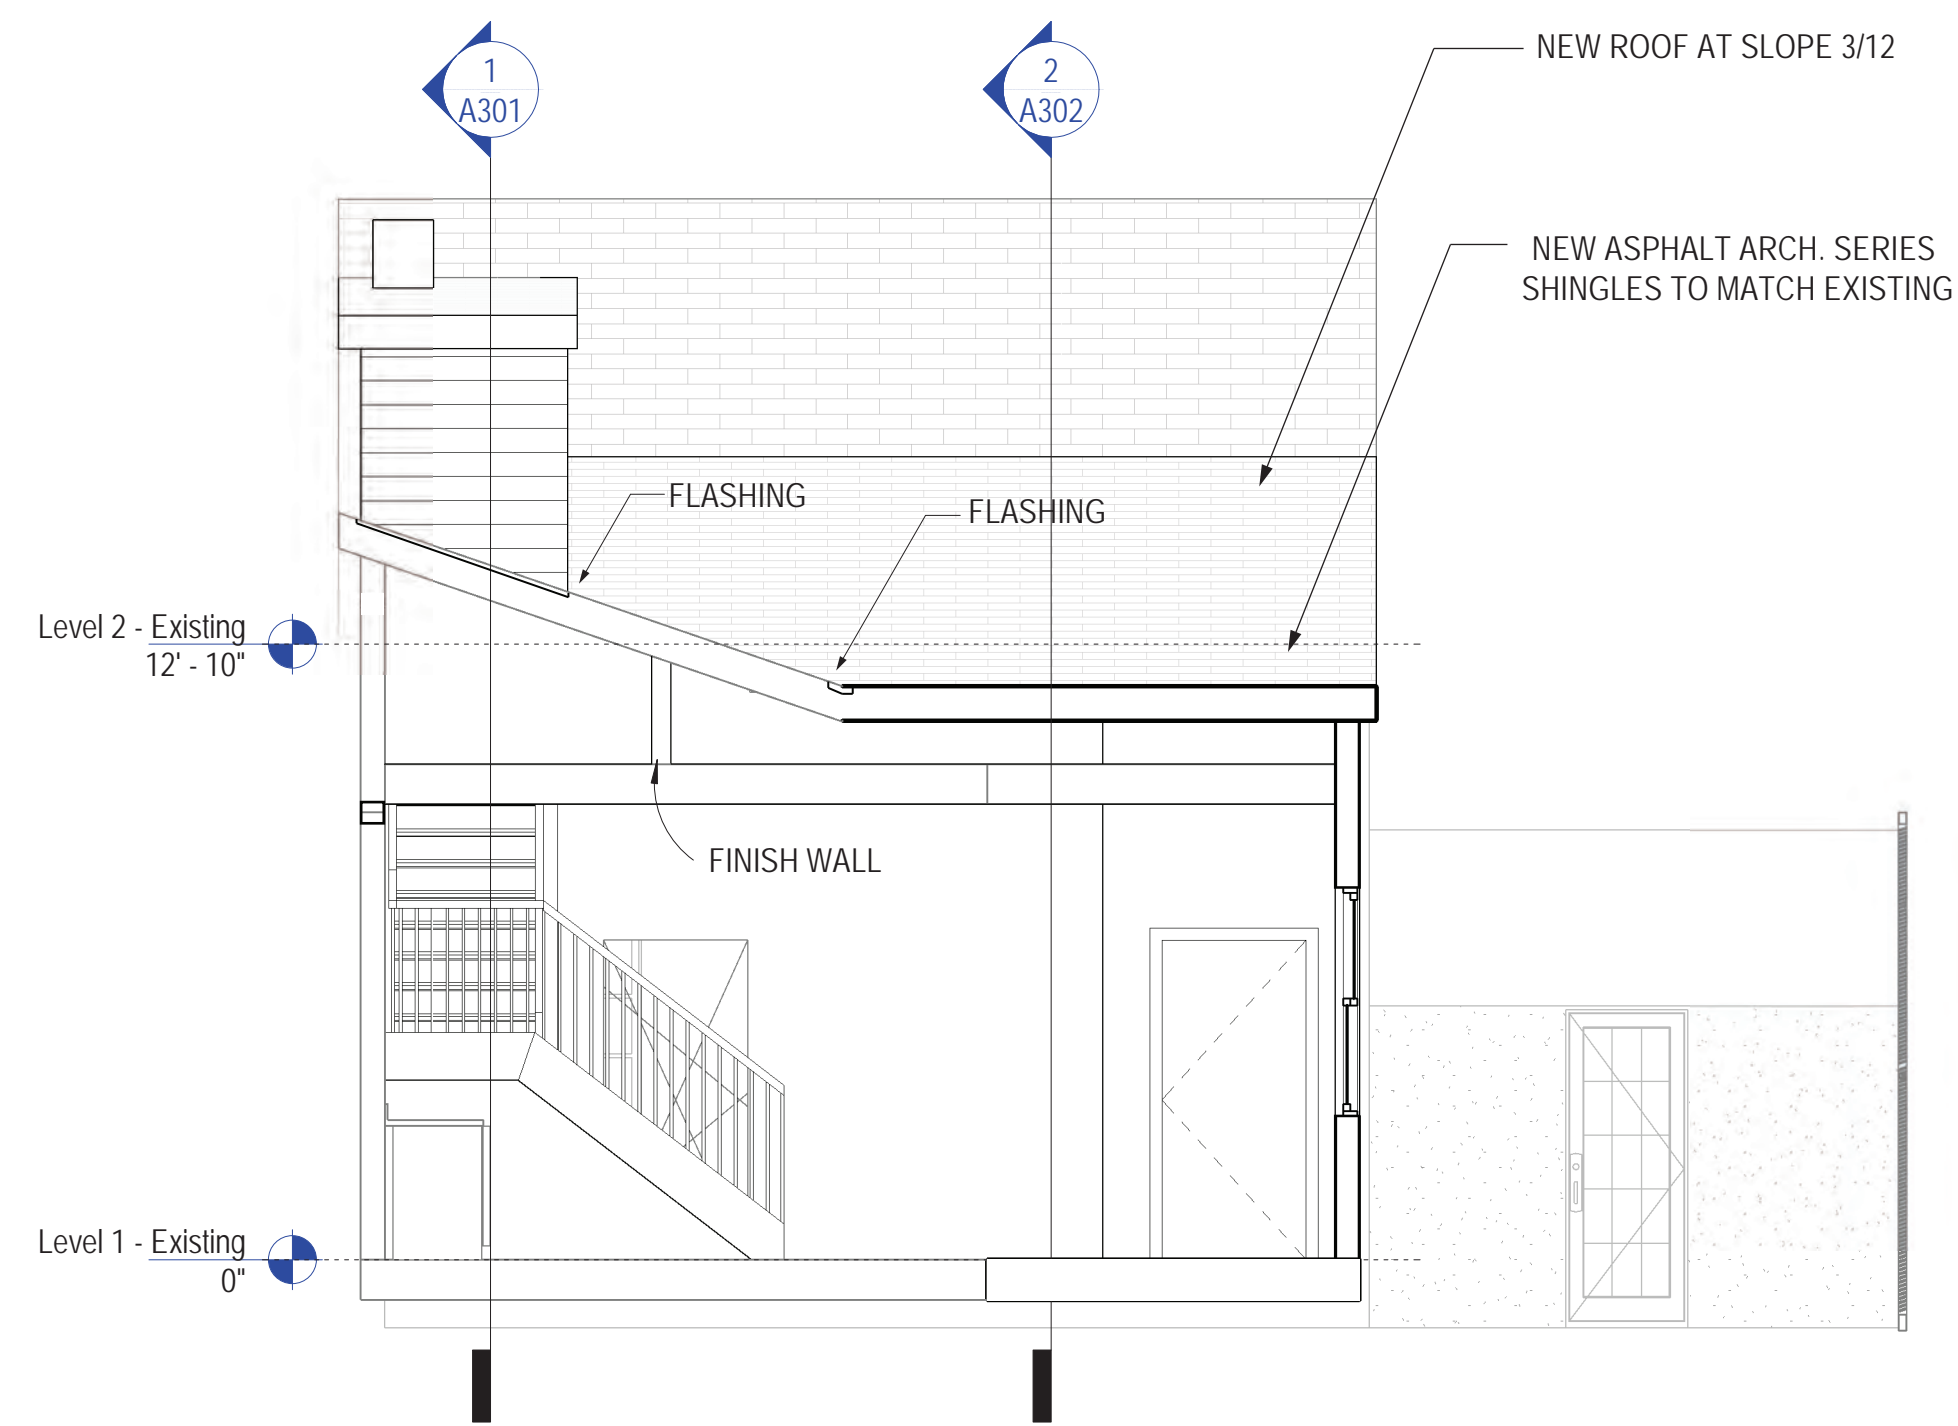 1
A301
2
A302
NEW ROOF AT SLOPE 3/12
NEW ASPHALT ARCH. SERIES
SHINGLES TO MATCH EXISTING
FLASHING
FLASHING
Level 2 - Existing
12' - 10"
FINISH WALL
Level 1 - Existing
0"